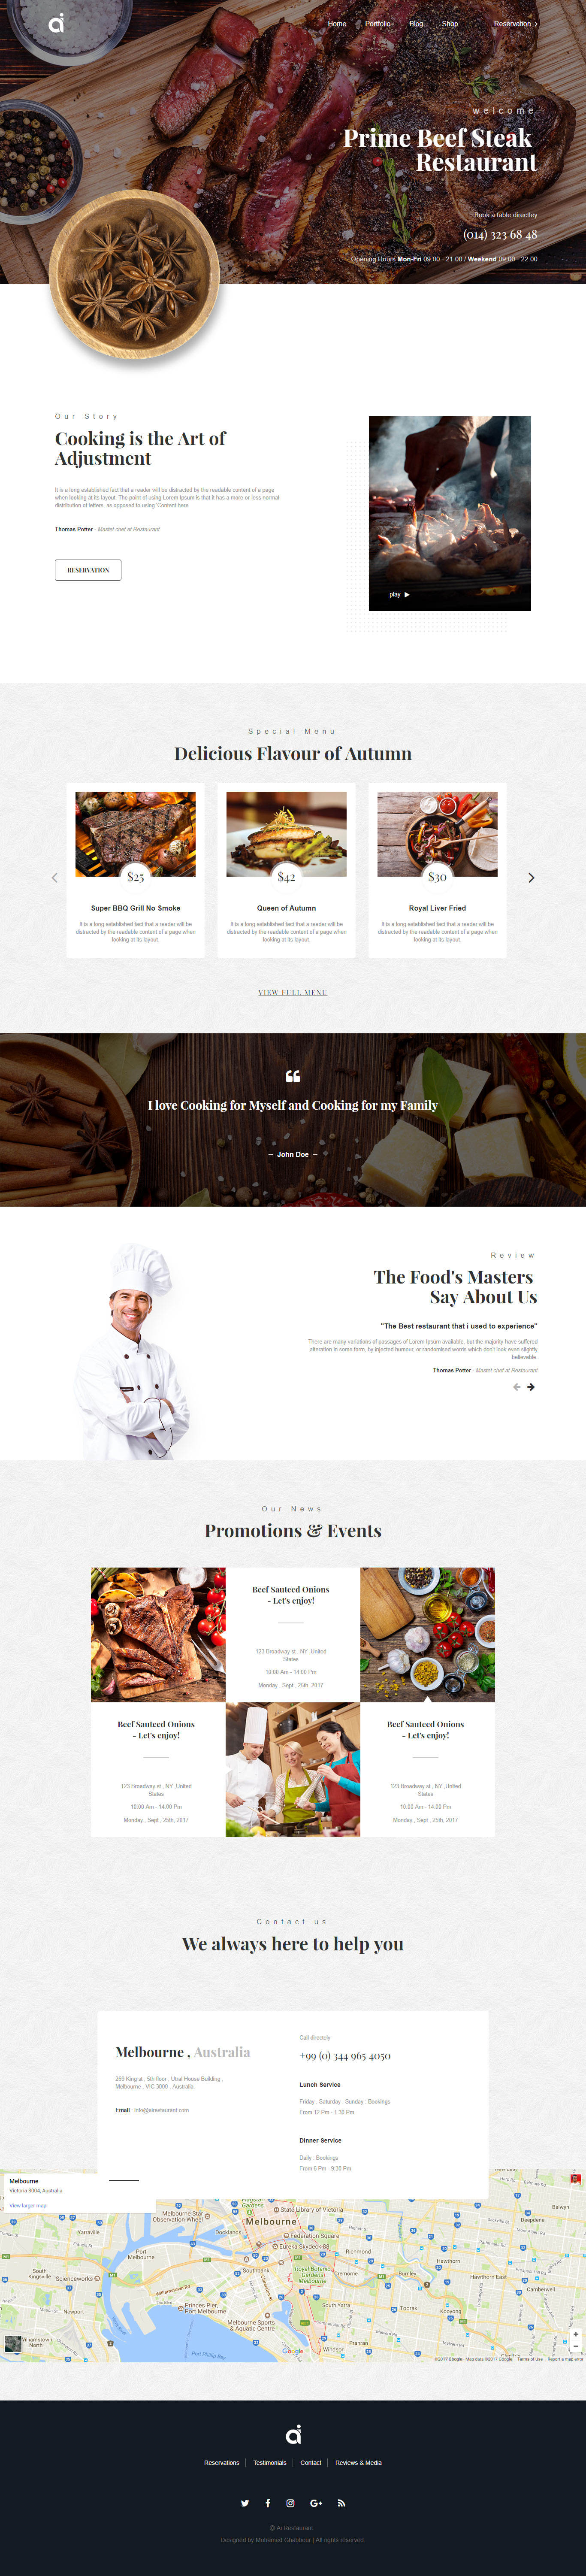 ai
Home Portfolio Blog Shop Reservation
welcome
Prime Beef Steak
Restaurant
Book a table directley
(014) 323 68 48
Opening Hours Mon-Fri 09:00 - 21:00 / Weekend 09:00 - 22:00
Our Story
Cooking is the Art of
Adjustment
It is a long established fact that a reader will be distracted by the readable content of a page
when looking at its layout. The point of using Lorem Ipsum is that it has a more-or-less normal
distribution of letters, as opposed to using 'Content here
Thomas Potter - Mastel chef at Restaurant
RESERVATION
play
Special Menu
Delicious Flavour of Autumn
$25 $42 $30
Super BBQ Grill No Smoke
It is a long established fact that a reader will be
distracted by the readable content of a page when
looking at its layout.
Queen of Autumn
It is a long established fact that a reader will be
distracted by the readable content of a page when
looking at its layout.
Royal Liver Fried
It is a long established fact that a reader will be
distracted by the readable content of a page when
looking at its layout.
VIEW FULL MENU
I love Cooking for Myself and Cooking for my Family
— John Doe —
Review
The Food's Masters
Say About Us
"The Best restaurant that i used to experience"
There are many variations of passages of Lorem Ipsum available, but the majority have suffered
alteration in some form, by injected humour, or randomised words which don't look even slightly
believable.
Thomas Potter - Mastel chef at Restaurant
Our News
Promotions & Events
Beef Sauteed Onions
- Let's enjoy!
123 Broadway st , NY ,United
States
10:00 Am - 14:00 Pm
Monday , Sept , 25th, 2017
Beef Sauteed Onions
- Let's enjoy!
123 Broadway st , NY ,United
States
10:00 Am - 14:00 Pm
Monday , Sept , 25th, 2017
Beef Sauteed Onions
- Let's enjoy!
123 Broadway st , NY ,United
States
10:00 Am - 14:00 Pm
Monday , Sept , 25th, 2017
Contact us
We always here to help you
Melbourne , Australia
269 King st , 5th floor , Utral House Building ,
Melbourne , VIC 3000 , Australia
Email : info@airestaurant.com
Call directely
+99 (0) 344 965 4050
Lunch Service
Friday , Saturday , Sunday : Bookings
From 12 Pm - 1.30 Pm
Dinner Service
Daily : Bookings
From 6 Pm - 9:30 Pm
Melbourne
Victoria 3004, Australia
View larger map
Balwyn
Deepdene
Melbourne Star
Observation Wheel
State Library of Victoria
Melbourne
Yarraville
Docklands
Federation Square
Eureka Skydeck 88
Port
Melbourne
Richmond
Hawthorn
Hawthorn East
Camberwell
South
Kingsville
Scienceworks
Southbank
Royal Botanic
Gardens
Melbourne
Cremorne
Burnley
Newport
Princes Pier,
Port Melbourne
South Yarra
Toorak
Kooyong
Melbourne Sports
& Aquatic Centre
Williamstown
North
Port Phillip Bay
Google
Windsor
Prahran
©2017 Google · Map data ©2017 Google Terms of Use Report a map error
ai
Reservations Testimonials Contact Reviews & Media
© Ai Restaurant
Designed by Mohamed Ghabbour | All rights reserved.